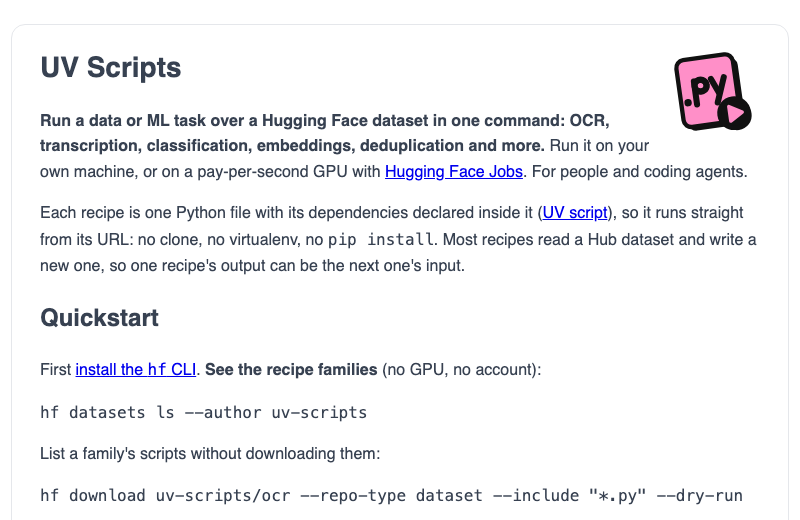 UV Scripts
.py
Run a data or ML task over a Hugging Face dataset in one command: OCR,
transcription, classification, embeddings, deduplication and more. Run it on your
own machine, or on a pay-per-second GPU with Hugging Face Jobs. For people and coding agents.
Each recipe is one Python file with its dependencies declared inside it (UV script), so it runs straight
from its URL: no clone, no virtualenv, no pip install. Most recipes read a Hub dataset and write a
new one, so one recipe's output can be the next one's input.
Quickstart
First install the hf CLI. See the recipe families (no GPU, no account):
hf datasets ls --author uv-scripts
List a family's scripts without downloading them:
hf download uv-scripts/ocr --repo-type dataset --include "*.py" --dry-run